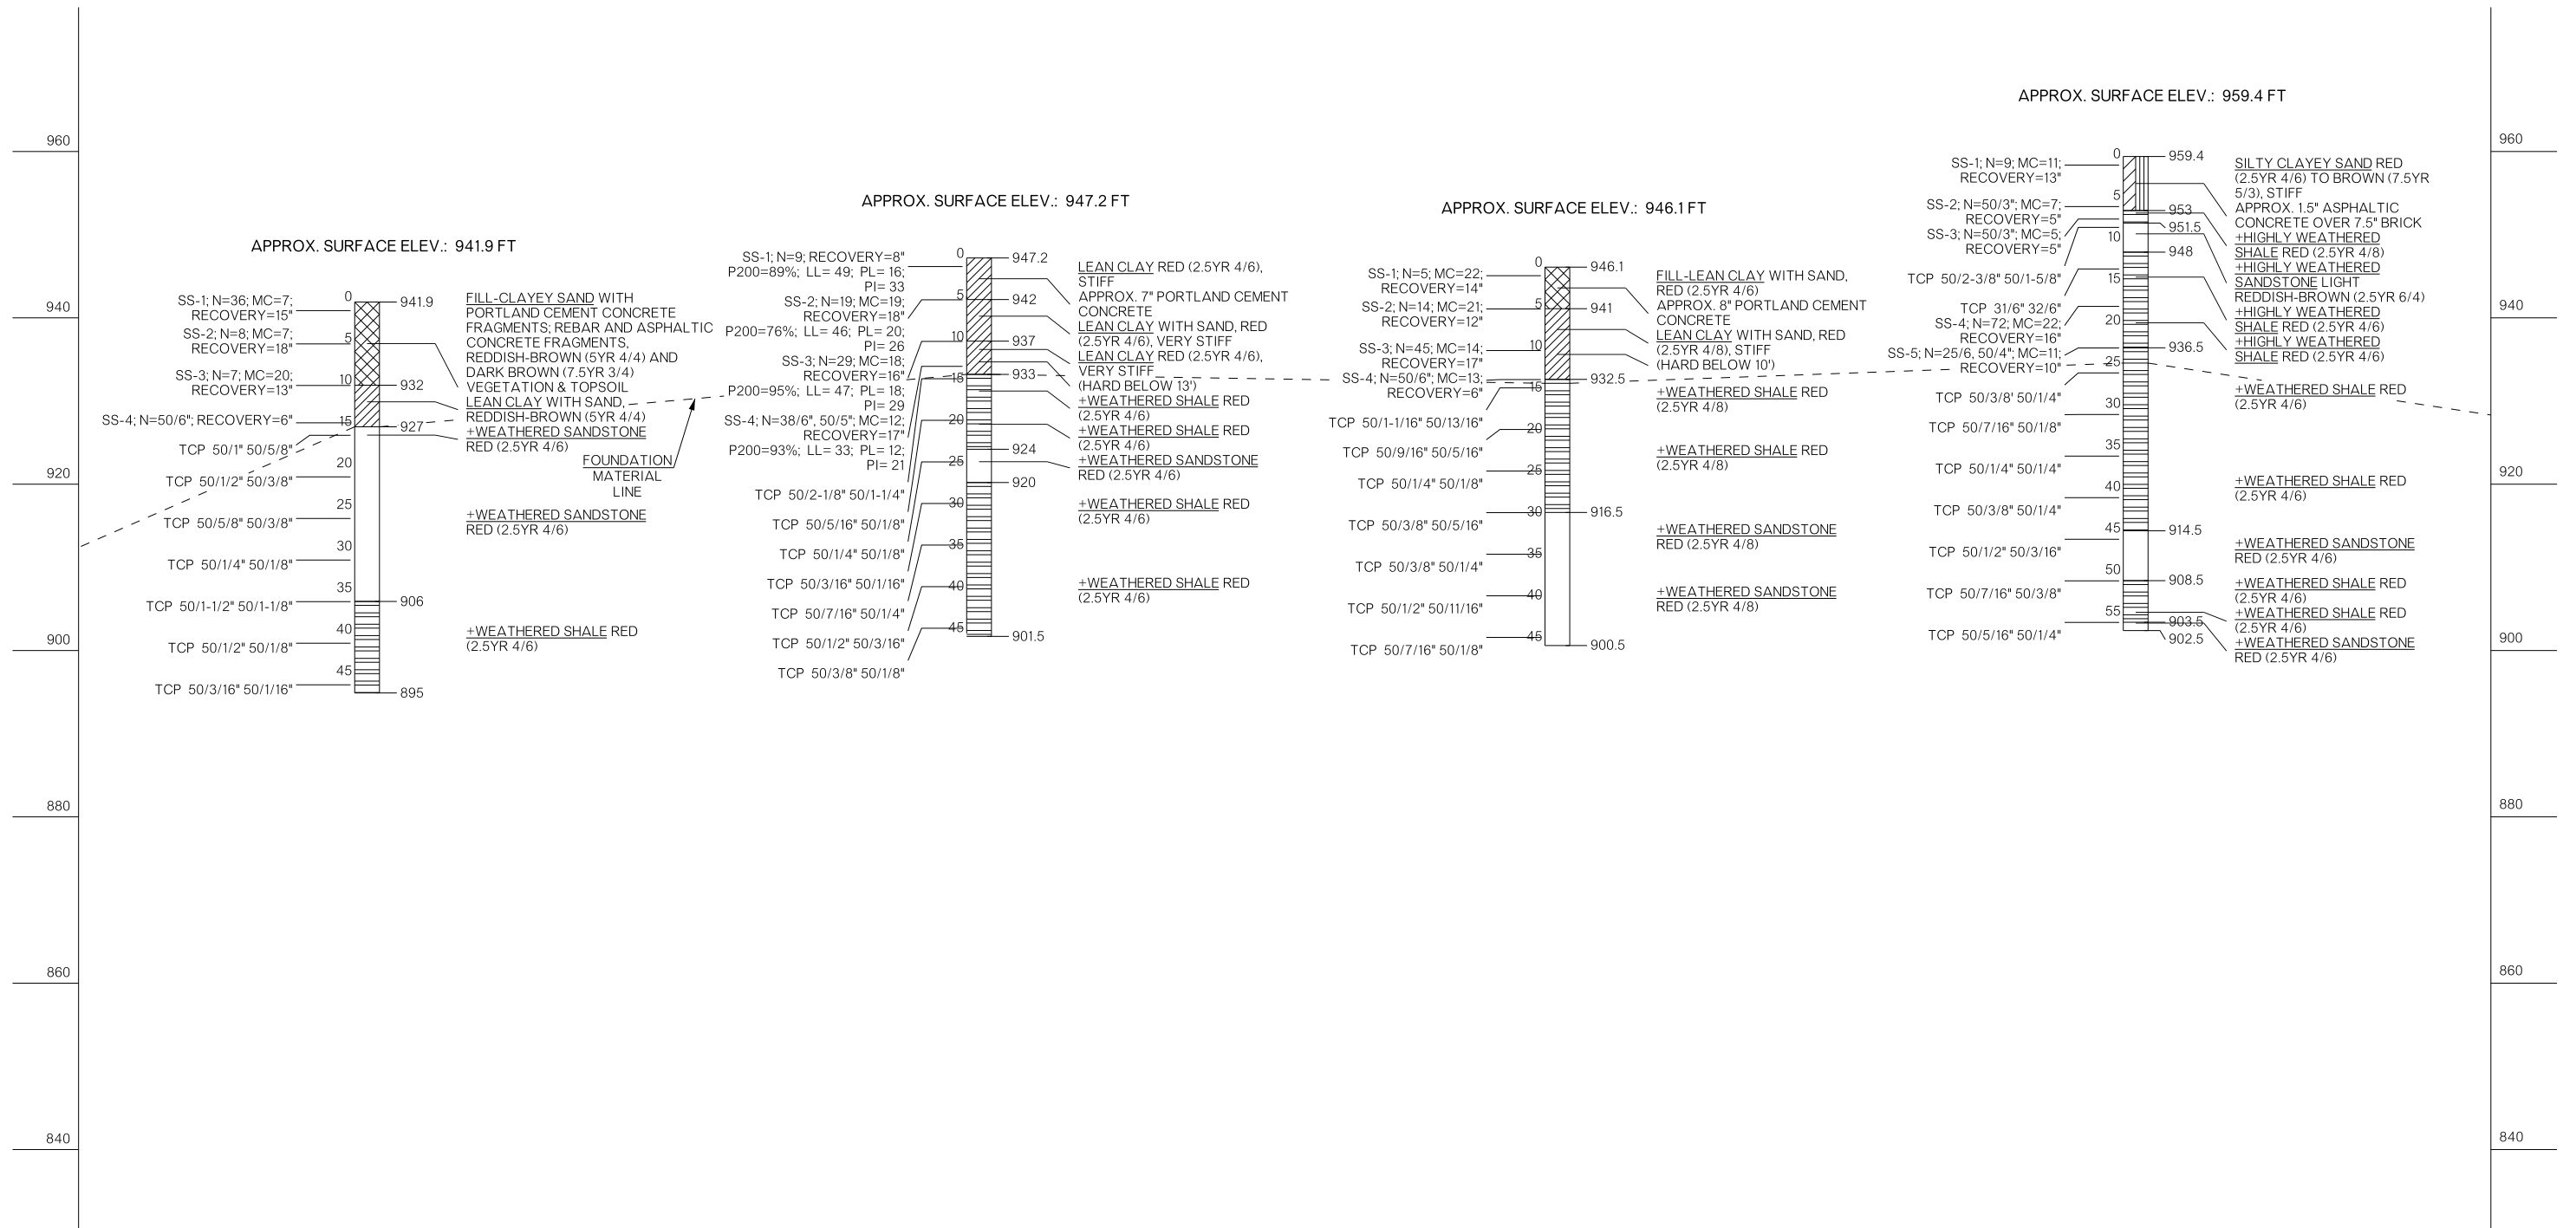 960
940
920
900
880
860
840
APPROX. SURFACE ELEV.: 941.9 FT
SS-1; N=36; MC=7;
RECOVERY=15"
SS-2; N=8; MC=7;
RECOVERY=18"
SS-3; N=7; MC=20;
RECOVERY=13"
SS-4; N=50/6"; RECOVERY=6"
TCP 50/1" 50/5/8"
TCP 50/1/2" 50/3/8"
TCP 50/5/8" 50/3/8"
TCP 50/1/4" 50/1/8"
TCP 50/1-1/2" 50/1-1/8"
TCP 50/1/2" 50/1/8"
TCP 50/3/16" 50/1/16"
0
5
10
15
20
25
30
35
40
45
941.9
932
927
906
895
FILL-CLAYEY SAND WITH
PORTLAND CEMENT CONCRETE
FRAGMENTS; REBAR AND ASPHALTIC
CONCRETE FRAGMENTS,
REDDISH-BROWN (5YR 4/4) AND
DARK BROWN (7.5YR 3/4)
VEGETATION & TOPSOIL
LEAN CLAY WITH SAND,
REDDISH-BROWN (5YR 4/4)
+WEATHERED SANDSTONE
RED (2.5YR 4/6)
+WEATHERED SANDSTONE
RED (2.5YR 4/6)
+WEATHERED SHALE RED
(2.5YR 4/6)
FOUNDATION
MATERIAL
LINE
APPROX. SURFACE ELEV.: 947.2 FT
SS-1; N=9; RECOVERY=8"
P200=89%; LL= 49; PL= 16;
PI= 33
SS-2; N=19; MC=19;
RECOVERY=18"
P200=76%; LL= 46; PL= 20;
PI= 26
SS-3; N=29; MC=18;
RECOVERY=16"
P200=95%; LL= 47; PL= 18;
PI= 29
SS-4; N=38/6", 50/5"; MC=12;
RECOVERY=17"
P200=93%; LL= 33; PL= 12;
PI= 21
TCP 50/2-1/8" 50/1-1/4"
TCP 50/5/16" 50/1/8"
TCP 50/1/4" 50/1/8"
TCP 50/3/16" 50/1/16"
TCP 50/7/16" 50/1/4"
TCP 50/1/2" 50/3/16"
TCP 50/3/8" 50/1/8"
0
5
10
15
20
25
30
35
40
45
947.2
942
937
933
924
920
901.5
LEAN CLAY RED (2.5YR 4/6),
STIFF
APPROX. 7" PORTLAND CEMENT
CONCRETE
LEAN CLAY WITH SAND, RED
(2.5YR 4/6), VERY STIFF
LEAN CLAY RED (2.5YR 4/6),
VERY STIFF
(HARD BELOW 13')
+WEATHERED SHALE RED
(2.5YR 4/6)
+WEATHERED SHALE RED
(2.5YR 4/6)
+WEATHERED SANDSTONE
RED (2.5YR 4/6)
+WEATHERED SHALE RED
(2.5YR 4/6)
+WEATHERED SHALE RED
(2.5YR 4/6)
APPROX. SURFACE ELEV.: 946.1 FT
SS-1; N=5; MC=22;
RECOVERY=14"
SS-2; N=14; MC=21;
RECOVERY=12"
SS-3; N=45; MC=14;
RECOVERY=17"
SS-4; N=50/6"; MC=13;
RECOVERY=6"
TCP 50/1-1/16" 50/13/16"
TCP 50/9/16" 50/5/16"
TCP 50/1/4" 50/1/8"
TCP 50/3/8" 50/5/16"
TCP 50/3/8" 50/1/4"
TCP 50/1/2" 50/11/16"
TCP 50/7/16" 50/1/8"
0
5
10
15
20
25
30
35
40
45
946.1
941
932.5
916.5
900.5
FILL-LEAN CLAY WITH SAND,
RED (2.5YR 4/6)
APPROX. 8" PORTLAND CEMENT
CONCRETE
LEAN CLAY WITH SAND, RED
(2.5YR 4/8), STIFF
(HARD BELOW 10')
+WEATHERED SHALE RED
(2.5YR 4/8)
+WEATHERED SHALE RED
(2.5YR 4/8)
+WEATHERED SANDSTONE
RED (2.5YR 4/8)
+WEATHERED SANDSTONE
RED (2.5YR 4/8)
APPROX. SURFACE ELEV.: 959.4 FT
SS-1; N=9; MC=11;
RECOVERY=13"
SS-2; N=50/3"; MC=7;
RECOVERY=5"
SS-3; N=50/3"; MC=5;
RECOVERY=5"
TCP 50/2-3/8" 50/1-5/8"
TCP 31/6" 32/6"
SS-4; N=72; MC=22;
RECOVERY=16"
SS-5; N=25/6, 50/4"; MC=11;
RECOVERY=10"
TCP 50/3/8' 50/1/4"
TCP 50/7/16" 50/1/8"
TCP 50/1/4" 50/1/4"
TCP 50/3/8" 50/1/4"
TCP 50/1/2" 50/3/16"
TCP 50/7/16" 50/3/8"
TCP 50/5/16" 50/1/4"
0
5
10
15
20
25
30
35
40
45
50
55
959.4
953
951.5
948
936.5
914.5
908.5
903.5
902.5
SILTY CLAYEY SAND RED
(2.5YR 4/6) TO BROWN (7.5YR
5/3), STIFF
APPROX. 1.5" ASPHALTIC
CONCRETE OVER 7.5" BRICK
+HIGHLY WEATHERED
SHALE RED (2.5YR 4/8)
+HIGHLY WEATHERED
SANDSTONE LIGHT
REDDISH-BROWN (2.5YR 6/4)
+HIGHLY WEATHERED
SHALE RED (2.5YR 4/6)
+HIGHLY WEATHERED
SHALE RED (2.5YR 4/6)
+WEATHERED SHALE RED
(2.5YR 4/6)
+WEATHERED SHALE RED
(2.5YR 4/6)
+WEATHERED SANDSTONE
RED (2.5YR 4/6)
+WEATHERED SHALE RED
(2.5YR 4/6)
+WEATHERED SHALE RED
(2.5YR 4/6)
+WEATHERED SANDSTONE
RED (2.5YR 4/6)
960
940
920
900
880
860
840